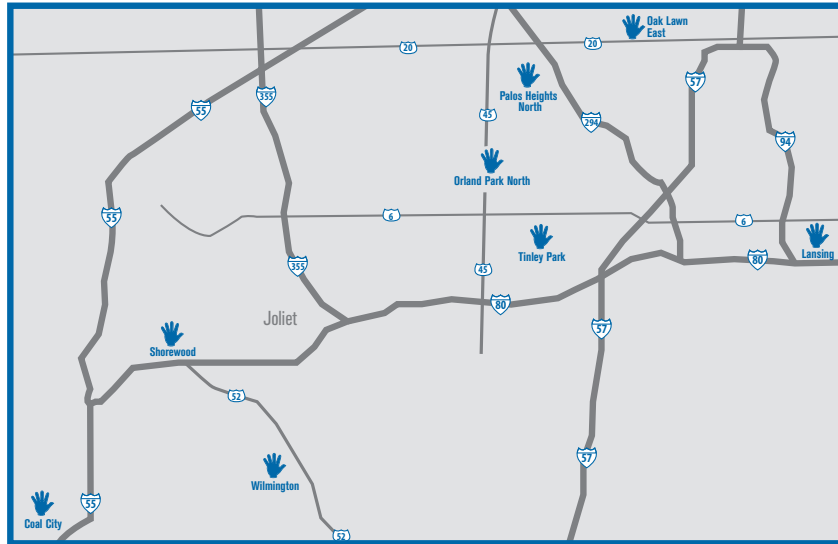 Oak Lawn
East
20
20
57
Palos Heights
North
355
55
45
294
94
Orland Park North
55
6
6
Tinley Park
Lansing
355
45
80
80
Joliet
57
Shorewood
52
57
Wilmington
55
Coal City
52